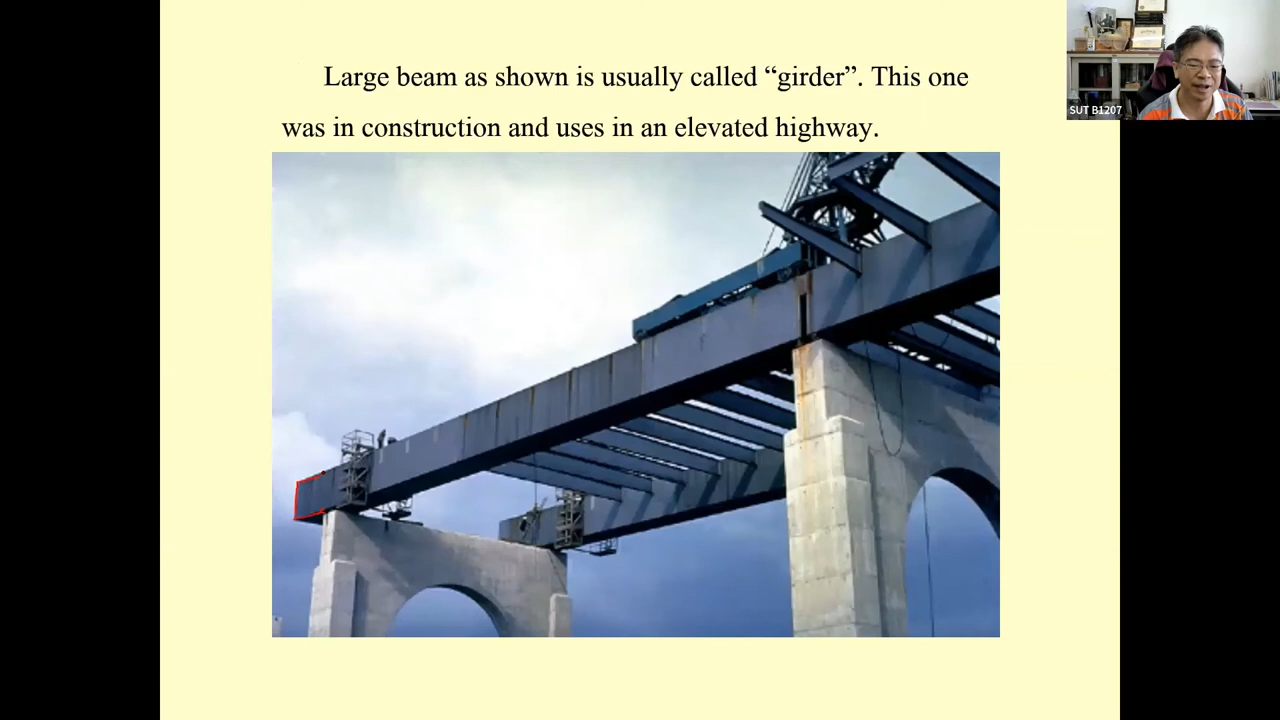 Large beam as shown is usually called “girder”. This one
was in construction and uses in an elevated highway.
SUT B1207